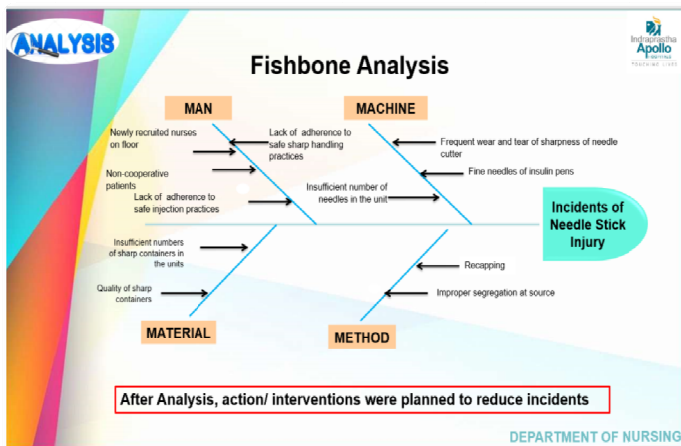 ANALYSIS
Indraprastha
Apollo
HOSPITALS
TOUCHING LIVES
Fishbone Analysis
MAN
MACHINE
Newly recruited nurses
on floor
Lack of adherence to
safe sharp handling
practices
Non-cooperative
patients
Lack of adherence to
safe injection practices
Frequent wear and tear of sharpness of needle
cutter
Fine needles of insulin pens
Insufficient number of
needles in the unit
Incidents of
Needle Stick
Injury
Insufficient numbers
of sharp containers in
the units
Quality of sharp
containers
Recapping
Improper segregation at source
MATERIAL
METHOD
After Analysis, action/ interventions were planned to reduce incidents
DEPARTMENT OF NURSING